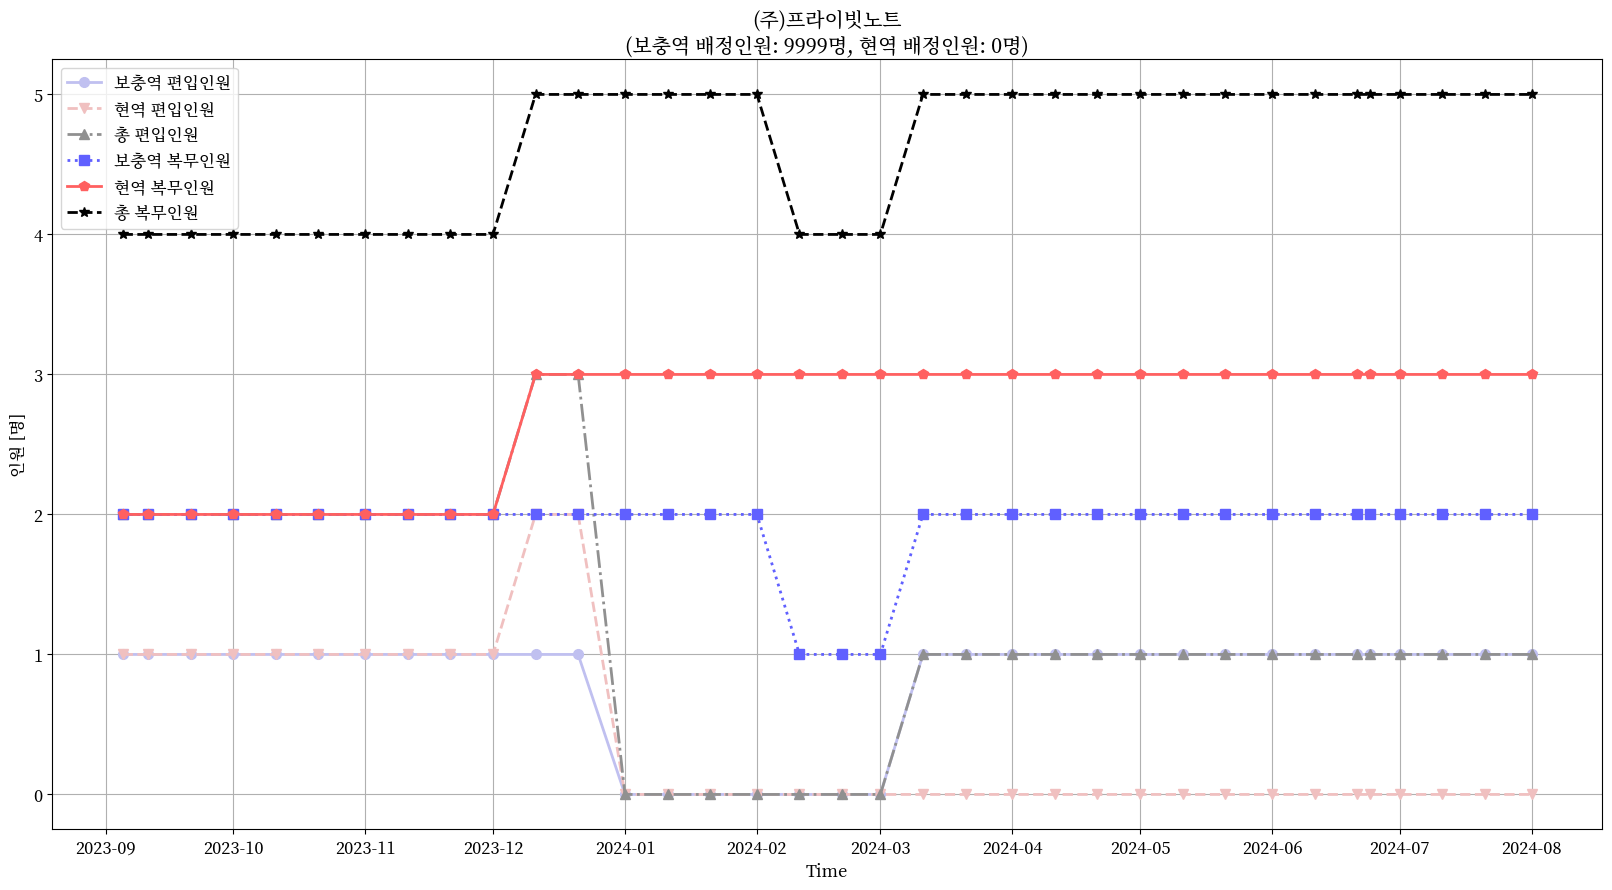 (주)프라이빗노트
(보충역 배정인원: 9999명, 현역 배정인원: 0명)
보충역 편입인원
현역 편입인원
총 편입인원
보충역 복무인원
현역 복무인원
총 복무인원
인원 [명]
5
4
3
2
1
0
2023-09
2023-10
2023-11
2023-12
2024-01
2024-02
2024-03
2024-04
2024-05
2024-06
2024-07
2024-08
Time